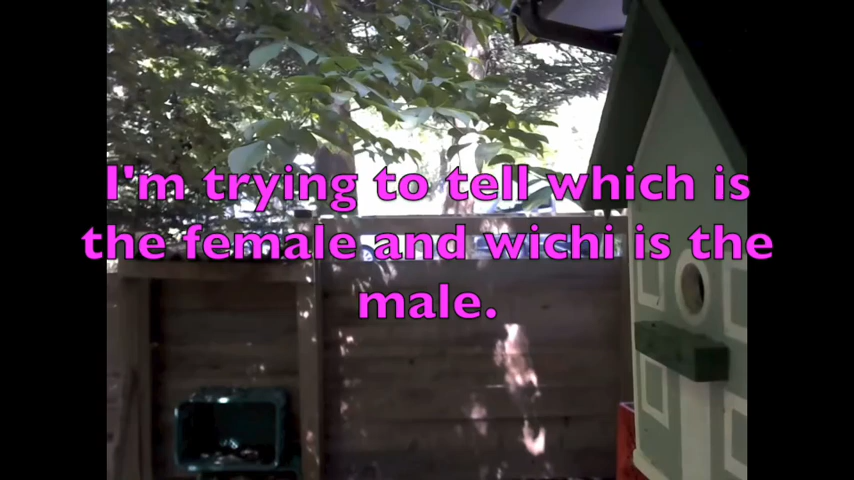 I'm trying to tell which is
the female and wichi is the
male.